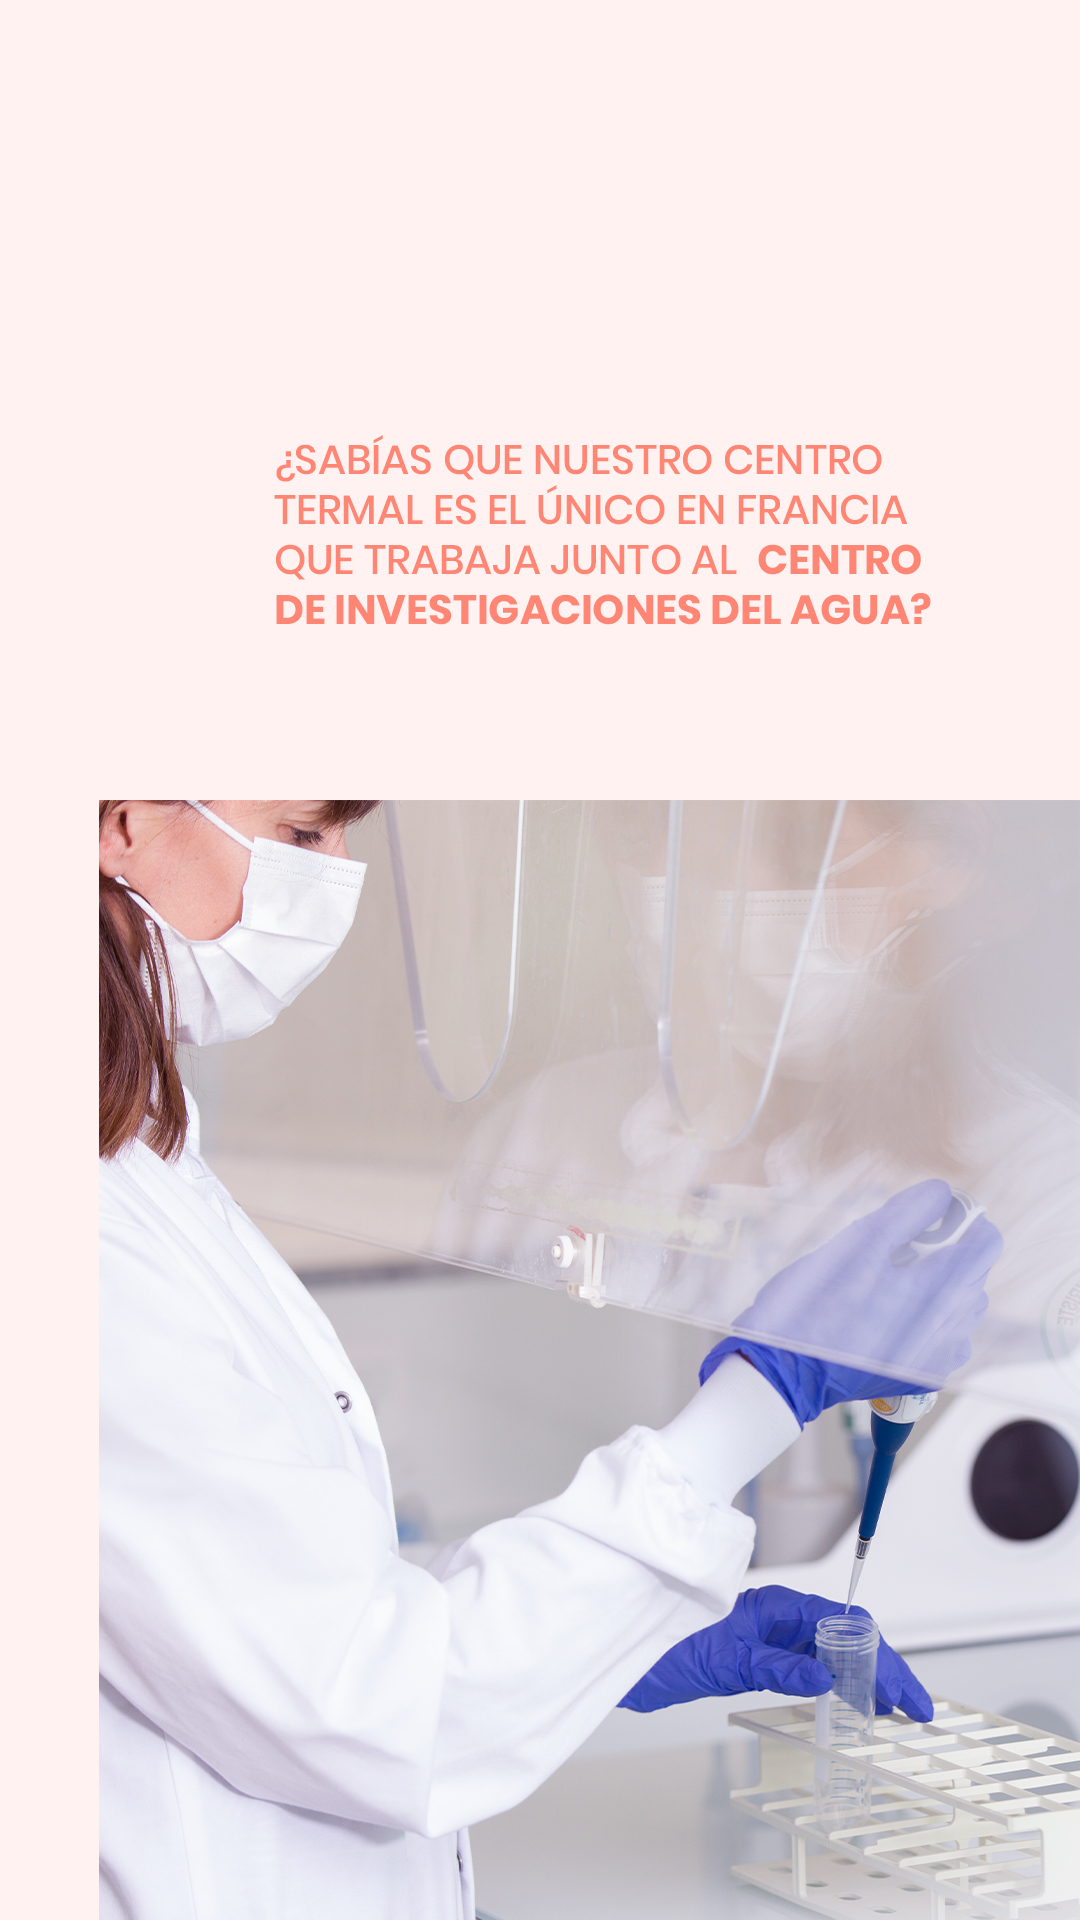 ¿SABÍAS QUE NUESTRO CENTRO
TERMAL ES EL ÚNICO EN FRANCIA
QUE TRABAJA JUNTO AL CENTRO
DE INVESTIGACIONES DEL AGUA?